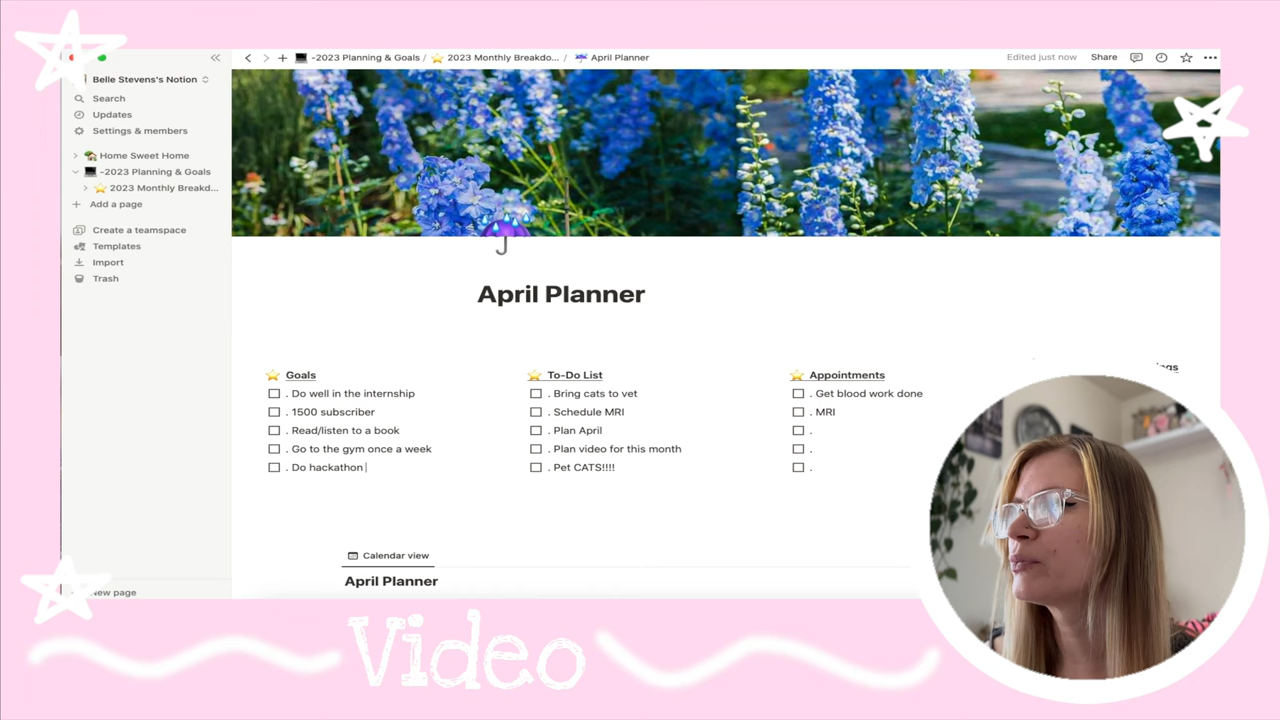 -2023 Planning & Goals / 2023 Monthly Breakdo... / April Planner
Edited just now Share
Belle Stevens's Notion
Search
Updates
Settings & members
Home Sweet Home
-2023 Planning & Goals
2023 Monthly Breakd...
Add a page
Create a teamspace
Templates
Import
Trash
New page
April Planner
Goals
. Do well in the internship
. 1500 subscriber
. Read/listen to a book
. Go to the gym once a week
. Do hackathon
To-Do List
. Bring cats to vet
. Schedule MRI
. Plan April
. Plan video for this month
. Pet CATS!!!!
Appointments
. Get blood work done
. MRI
.
.
.
Calendar view
April Planner
Video